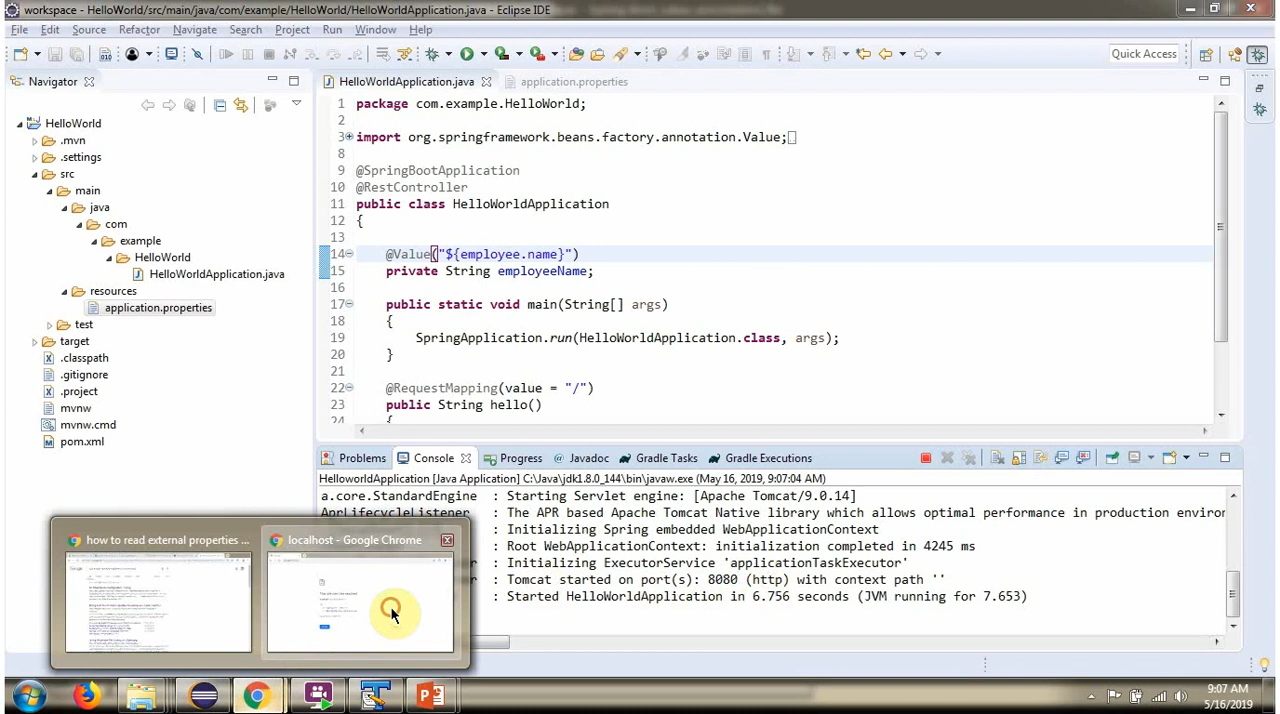 workspace - HelloWorld/src/main/java/com/example/HelloWorld/HelloWorldApplication.java - Eclipse IDE
File Edit Source Refactor Navigate Search Project Run Window Help
Quick Access
Navigator
HelloWorldApplication.java
application.properties
HelloWorld
.mvn
.settings
src
main
java
com
example
HelloWorld
HelloWorldApplication.java
resources
application.properties
test
target
.classpath
.gitignore
.project
mvnw
mvnw.cmd
pom.xml
1 package com.example.HelloWorld;
2
3 import org.springframework.beans.factory.annotation.Value;
8
9 @SpringBootApplication
10 @RestController
11 public class HelloWorldApplication
12 {
13
14 @Value("${employee.name}")
15 private String employeeName;
16
17 public static void main(String[] args)
18 {
19 SpringApplication.run(HelloWorldApplication.class, args);
20 }
21
22 @RequestMapping(value = "/")
23 public String hello()
24 {
Problems Console Progress Javadoc Gradle Tasks Gradle Executions
HelloworldApplication [Java Application] C:\Java\jdk1.8.0_144\bin\javaw.exe (May 16, 2019, 9:07:04 AM)
a.core.StandardEngine : Starting Servlet engine: [Apache Tomcat/9.0.14]
AprLifecycleListener : The APR based Apache Tomcat Native library which allows optimal performance in production environ
: Initializing Spring embedded WebApplicationContext
: Root WebApplicationContext: initialization completed in 4245 ms
: Initializing ExecutorService 'applicationTaskExecutor'
: Tomcat started on port(s): 8080 (http) with context path ''
: Started HelloWorldApplication in 6.756 seconds (JVM running for 7.653)
how to read external properties ...
localhost - Google Chrome
9:07 AM
5/16/2019